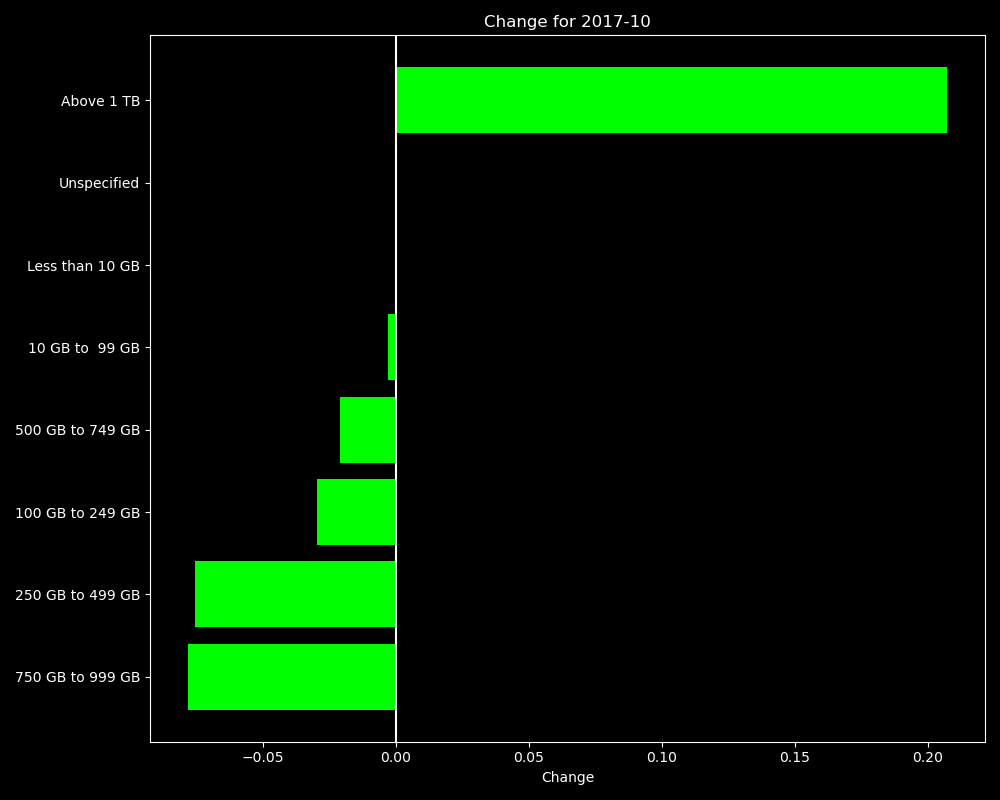 Change for 2017-10
Above 1 TB
Unspecified
Less than 10 GB
10 GB to  99 GB
500 GB to 749 GB
100 GB to 249 GB
250 GB to 499 GB
750 GB to 999 GB
−0.05 0.00 0.05 0.10 0.15 0.20
Change